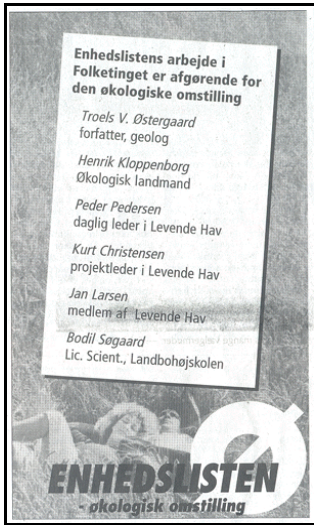 Enhedslistens arbejde i
Folketinget er afgørende for
den økologiske omstilling
Troels V. Østergaard
forfatter, geolog
Henrik Kloppenborg
Økologisk landmand
Peder Pedersen
daglig leder i Levende Hav
Kurt Christensen
projektleder i Levende Hav
Jan Larsen
medlem af Levende Hav
Bodil Søgaard
Lic. Scient., Landbohøjskolen
Ø
ENHEDSLISTEN
- økologisk omstilling